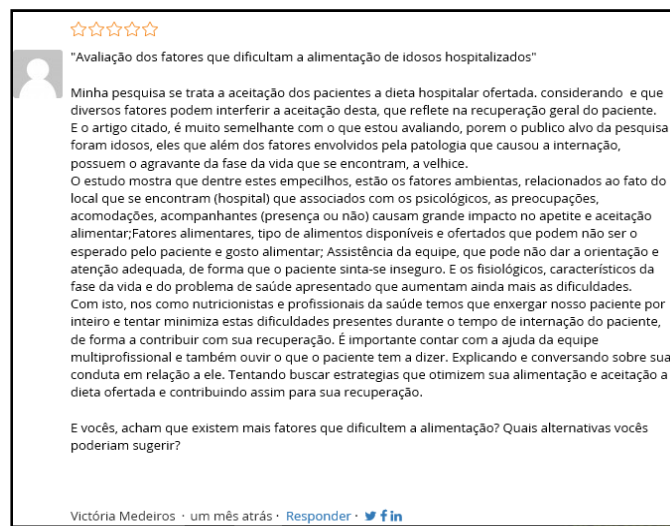 "Avaliação dos fatores que dificultam a alimentação de idosos hospitalizados"
Minha pesquisa se trata a aceitação dos pacientes a dieta hospitalar ofertada. considerando  e que
diversos fatores podem interferir a aceitação desta, que reflete na recuperação geral do paciente.
E o artigo citado, é muito semelhante com o que estou avaliando, porem o publico alvo da pesquisa
foram idosos, eles que além dos fatores envolvidos pela patologia que causou a internação,
possuem o agravante da fase da vida que se encontram, a velhice.
O estudo mostra que dentre estes empecilhos, estão os fatores ambientas, relacionados ao fato do
local que se encontram (hospital) que associados com os psicológicos, as preocupações,
acomodações, acompanhantes (presença ou não) causam grande impacto no apetite e aceitação
alimentar;Fatores alimentares, tipo de alimentos disponíveis e ofertados que podem não ser o
esperado pelo paciente e gosto alimentar; Assistência da equipe, que pode não dar a orientação e
atenção adequada, de forma que o paciente sinta-se inseguro. E os fisiológicos, característicos da
fase da vida e do problema de saúde apresentado que aumentam ainda mais as dificuldades.
Com isto, nos como nutricionistas e profissionais da saúde temos que enxergar nosso paciente por
inteiro e tentar minimiza estas dificuldades presentes durante o tempo de internação do paciente,
de forma a contribuir com sua recuperação. É importante contar com a ajuda da equipe
multiprofissional e também ouvir o que o paciente tem a dizer. Explicando e conversando sobre sua
conduta em relação a ele. Tentando buscar estrategias que otimizem sua alimentação e aceitação a
dieta ofertada e contribuindo assim para sua recuperação.
E vocês, acham que existem mais fatores que dificultem a alimentação? Quais alternativas vocês
poderiam sugerir?
Victória Medeiros · um mês atrás · Responder ·